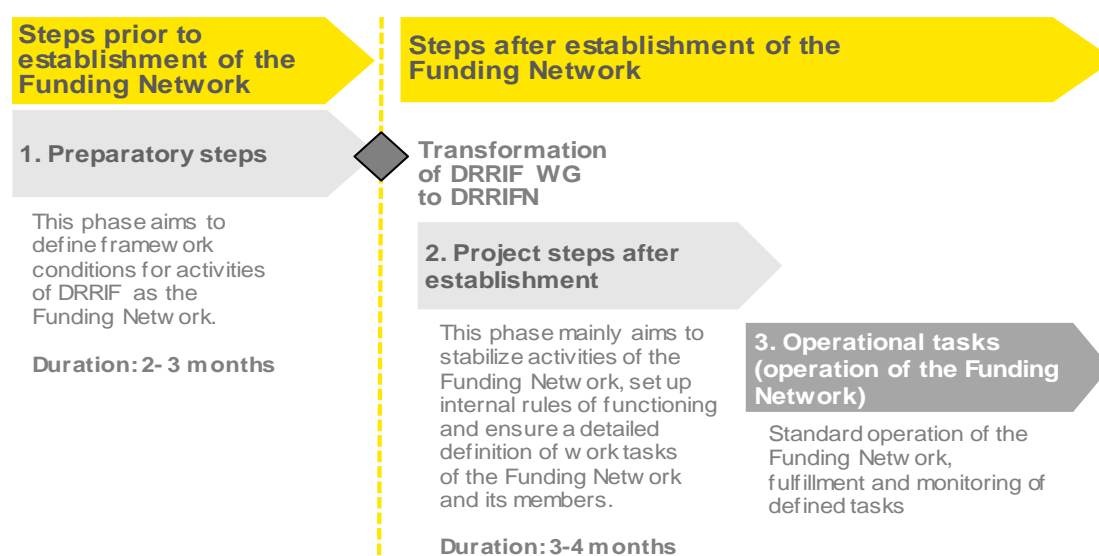 Steps prior to
establishment of the
Funding Network
Steps after establishment of the
Funding Network
1. Preparatory steps
Transformation
of DRRIF WG
to DRRIFN
This phase aims to
define framework
conditions for activities
of DRRIF as the
Funding Network.
Duration: 2- 3 months
2. Project steps after
establishment
This phase mainly aims to
stabilize activities of the
Funding Network, set up
internal rules of functioning
and ensure a detailed
definition of work tasks
of the Funding Network
and its members.
Duration: 3-4 months
3. Operational tasks
(operation of the Funding
Network)
Standard operation of the
Funding Network,
fulfillment and monitoring of
defined tasks